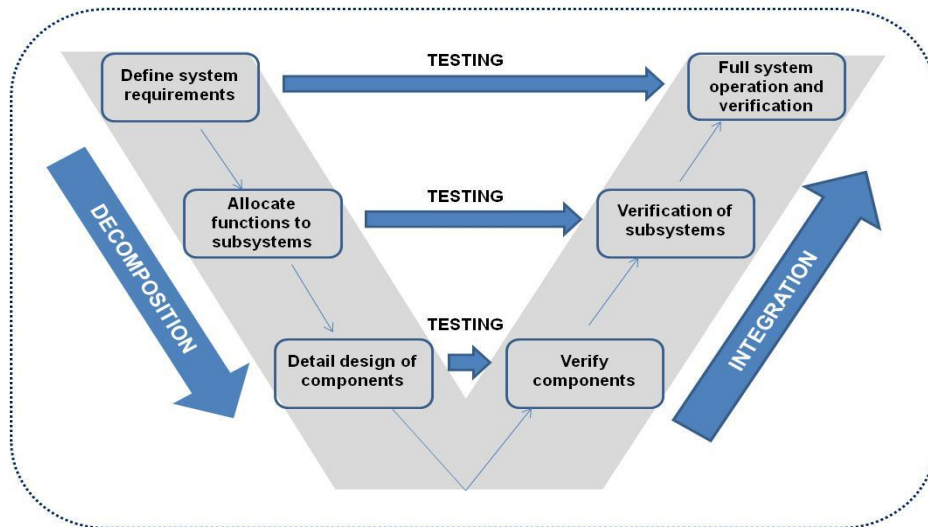 TESTING
Define system
requirements
Full system
operation and
verification
DECOMPOSITION
Allocate
functions to
subsystems
TESTING
Verification of
subsystems
INTEGRATION
TESTING
Detail design of
components
Verify
components